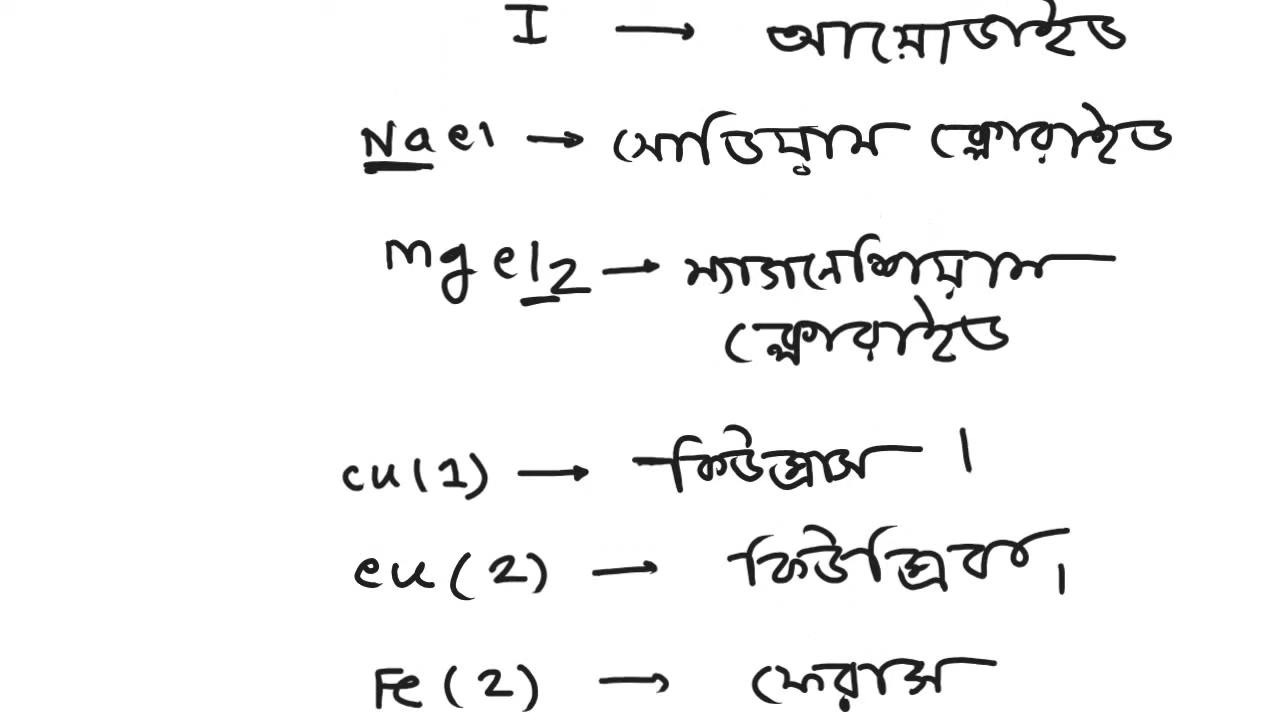 I → আয়োডাইড
NaCl → সোডিয়াম ক্লোরাইড
MgCl2 → ম্যাগনেশিয়াম
ক্লোরাইড
Cu(1) → কিউপ্রাস।
Cu(2) → কিউপ্রিক।
Fe(2) → ফেরাস